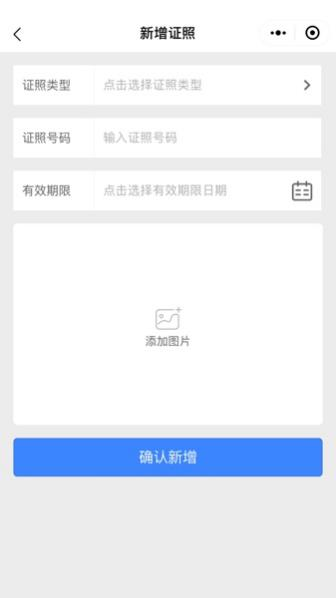 新增证照
证照类型 点击选择证照类型
证照号码 输入证照号码
有效期限 点击选择有效期限日期
添加图片
确认新增